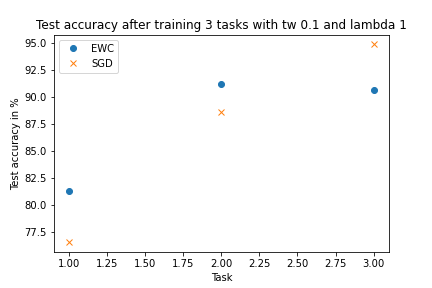 Test accuracy after training 3 tasks with tw 0.1 and lambda 1
95.0
92.5
90.0
87.5
85.0
82.5
80.0
77.5
Test accuracy in %
EWC
SGD
1.00 1.25 1.50 1.75 2.00 2.25 2.50 2.75 3.00
Task